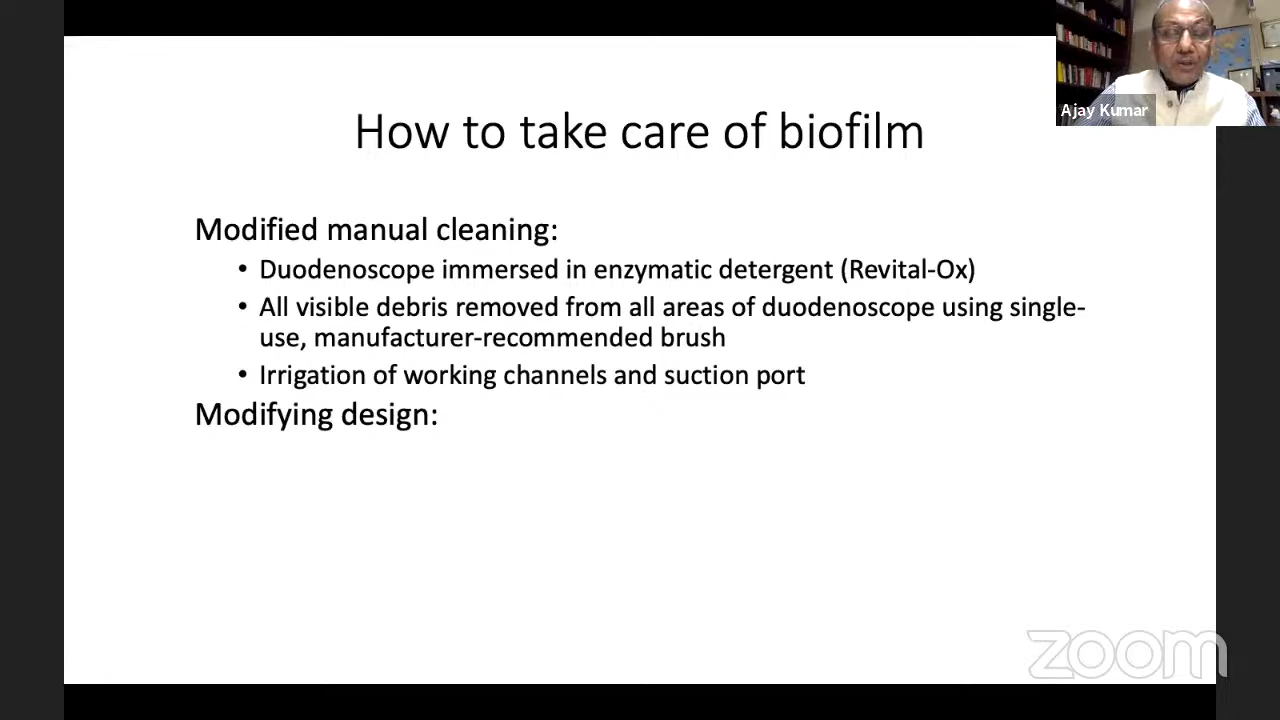 Ajay Kumar
How to take care of biofilm
Modified manual cleaning:
• Duodenoscope immersed in enzymatic detergent (Revital-Ox)
• All visible debris removed from all areas of duodenoscope using single-
use, manufacturer-recommended brush
• Irrigation of working channels and suction port
Modifying design:
zoom